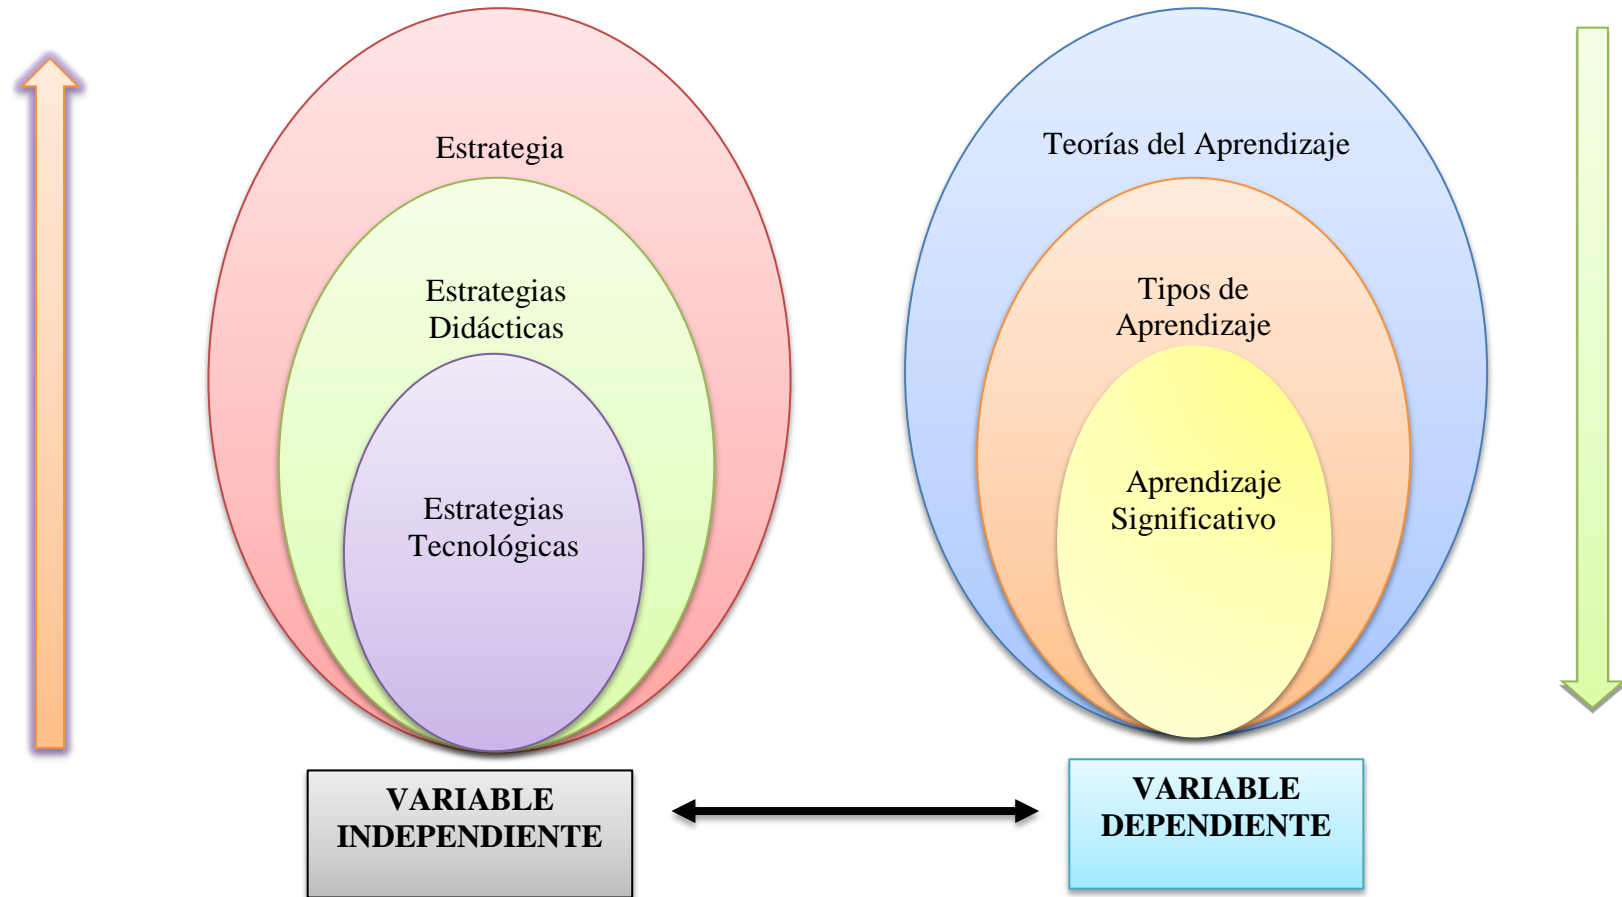 Estrategia
Estrategias
Didácticas
Estrategias
Tecnológicas
VARIABLE
INDEPENDIENTE
Teorías del Aprendizaje
Tipos de
Aprendizaje
Aprendizaje
Significativo
VARIABLE
DEPENDIENTE